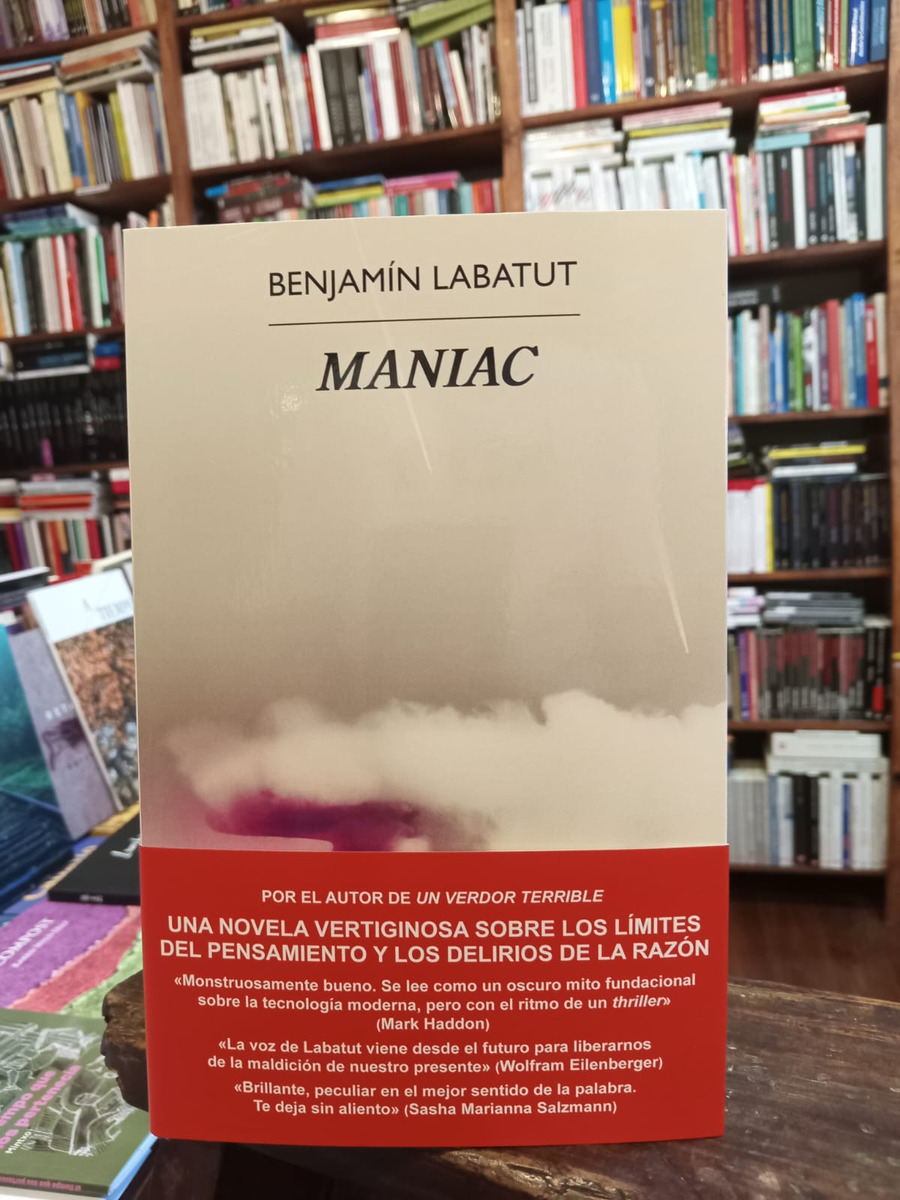 BENJAMÍN LABATUT
MANIAC
POR EL AUTOR DE UN VERDOR TERRIBLE
UNA NOVELA VERTIGINOSA SOBRE LOS LÍMITES
DEL PENSAMIENTO Y LOS DELIRIOS DE LA RAZÓN
«Monstruosamente bueno. Se lee como un oscuro mito fundacional
sobre la tecnología moderna, pero con el ritmo de un thriller»
(Mark Haddon)
«La voz de Labatut viene desde el futuro para liberarnos
de la maldición de nuestro presente» (Wolfram Eilenberger)
«Brillante, peculiar en el mejor sentido de la palabra.
Te deja sin aliento» (Sasha Marianna Salzmann)